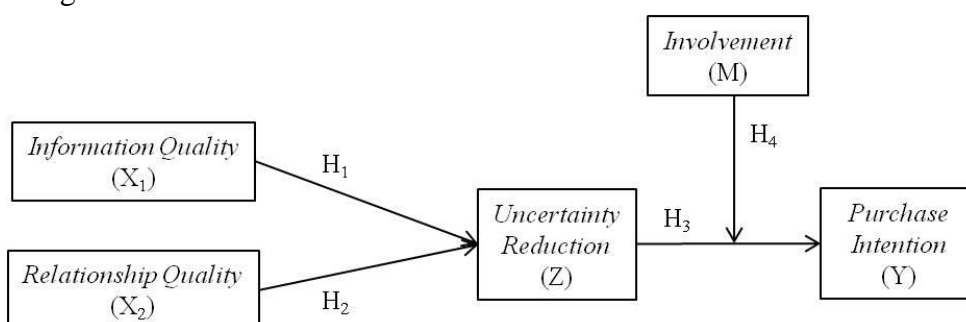 Involvement
(M)
H₄
Information Quality
(X₁)
H₁
Uncertainty
Reduction
(Z)
H₃
Purchase
Intention
(Y)
Relationship Quality
(X₂)
H₂